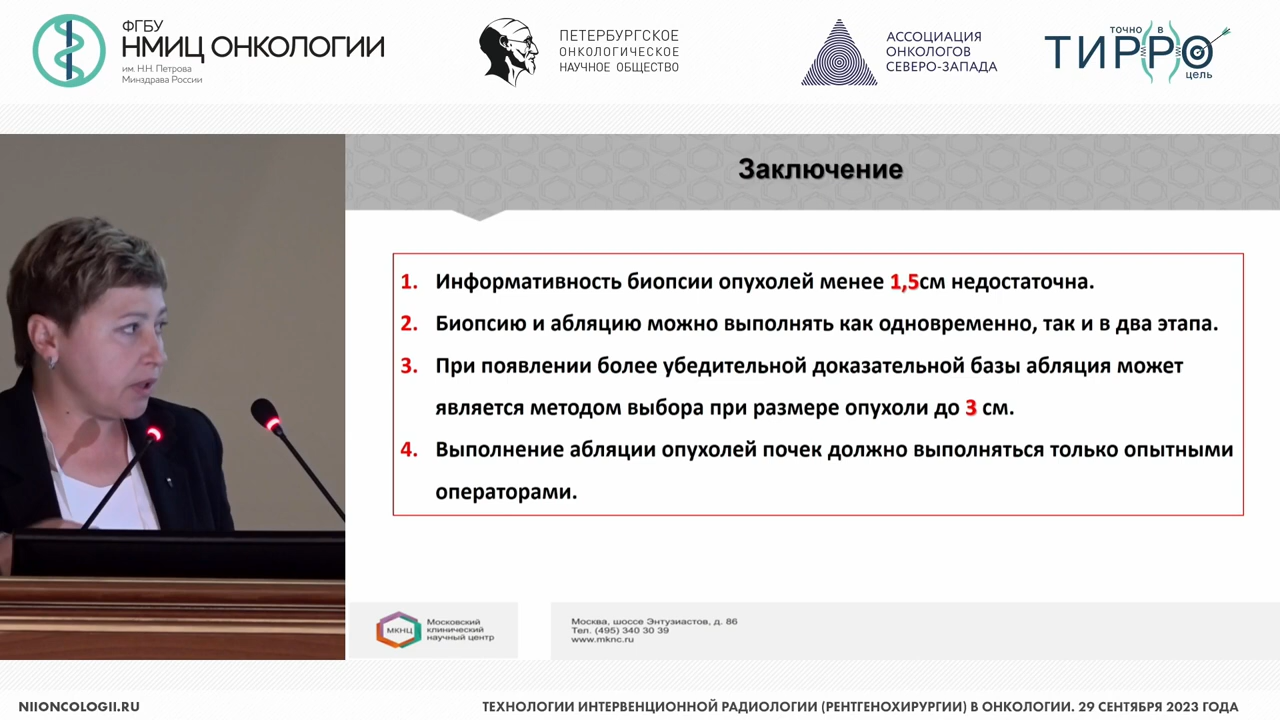 ФГБУ
НМИЦ ОНКОЛОГИИ
им. Н.Н. Петрова
Минздрава России
ПЕТЕРБУРГСКОЕ
ОНКОЛОГИЧЕСКОЕ
НАУЧНОЕ ОБЩЕСТВО
АССОЦИАЦИЯ
ОНКОЛОГОВ
СЕВЕРО-ЗАПАДА
ТОЧНО В
ТИРРО
цель
Заключение
1. Информативность биопсии опухолей менее 1,5см недостаточна.
2. Биопсию и абляцию можно выполнять как одновременно, так и в два этапа.
3. При появлении более убедительной доказательной базы абляция может
является методом выбора при размере опухоли до 3 см.
4. Выполнение абляции опухолей почек должно выполняться только опытными
операторами.
МКНЦ
Московский
клинический
научный центр
Москва, шоссе Энтузиастов, д. 86
Тел. (495) 340 30 39
www.mknc.ru
NIIONCOLOGII.RU
ТЕХНОЛОГИИ ИНТЕРВЕНЦИОННОЙ РАДИОЛОГИИ (РЕНТГЕНОХИРУРГИИ) В ОНКОЛОГИИ. 29 СЕНТЯБРЯ 2023 ГОДА